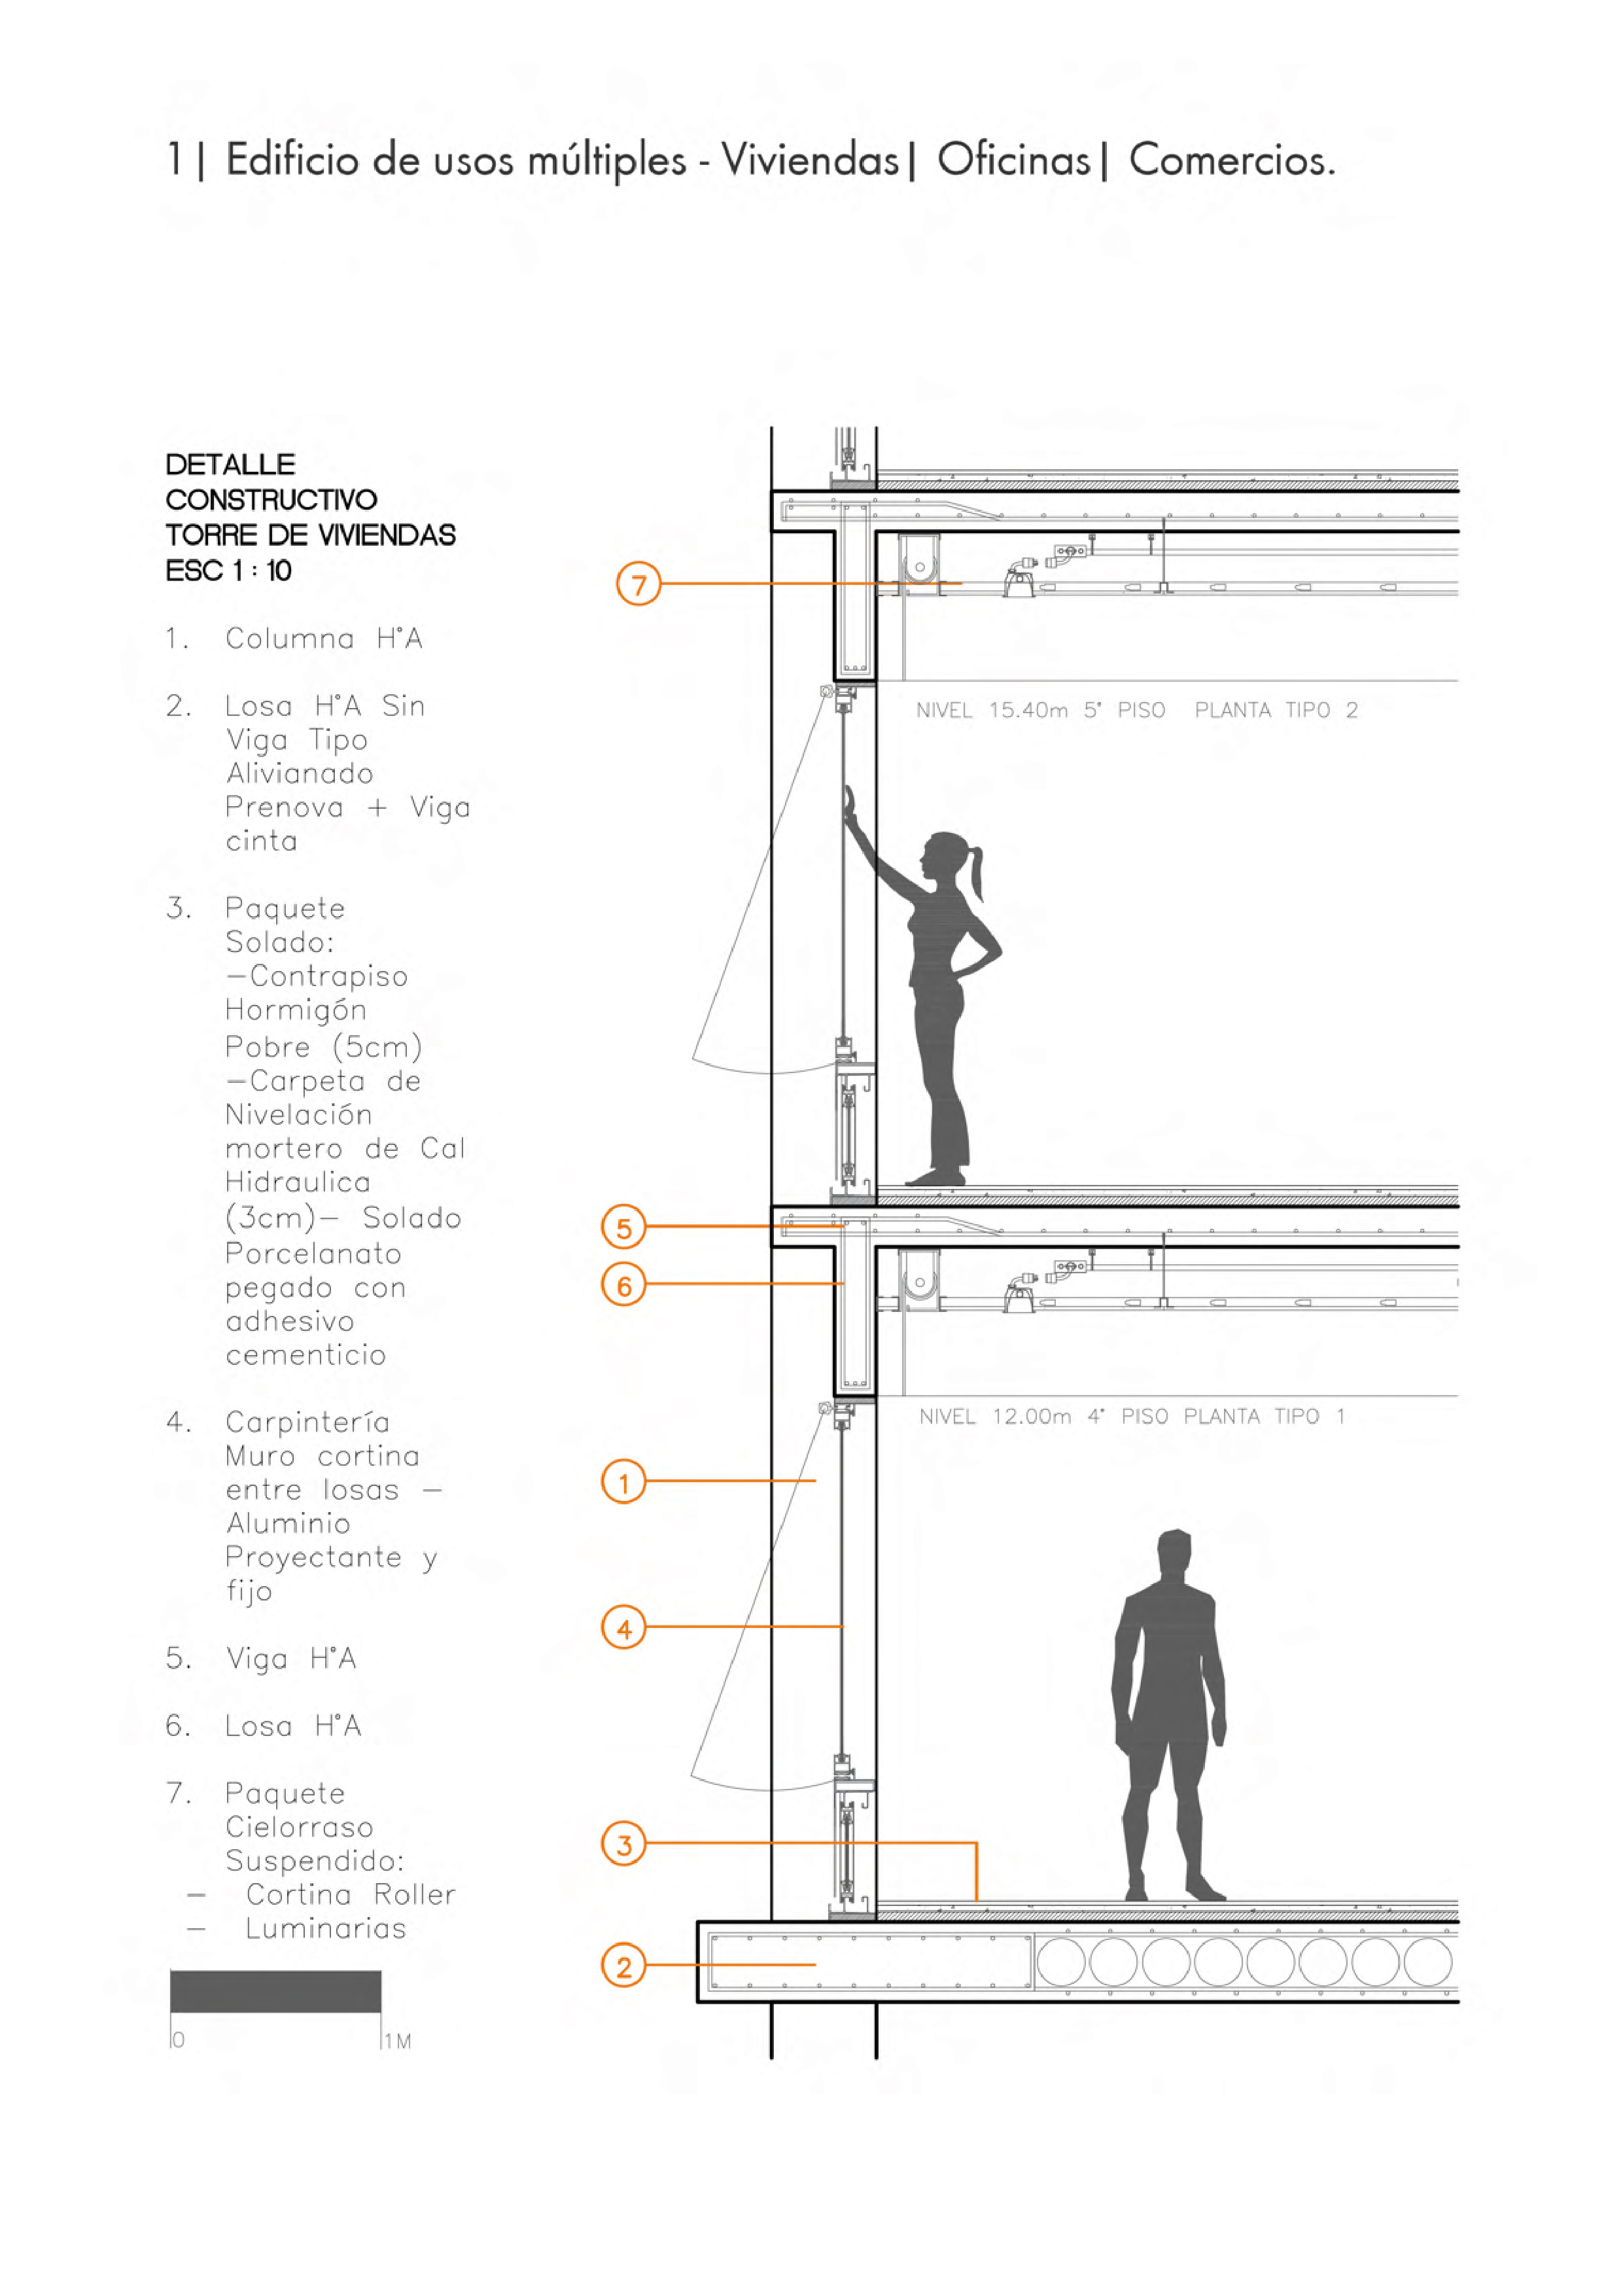 1| Edificio de usos múltiples - Viviendas| Oficinas| Comercios.
DETALLE
CONSTRUCTIVO
TORRE DE VIVIENDAS
ESC 1 : 10
1. Columna H°A
2. Losa H°A Sin
Viga Tipo
Alivianado
Prenova + Viga
cinta
3. Paquete
Solado:
—Contrapiso
Hormigón
Pobre (5cm)
—Carpeta de
Nivelación
mortero de Cal
Hidraulica
(3cm)— Solado
Porcelanato
pegado con
adhesivo
cementicio
4. Carpintería
Muro cortina
entre losas —
Aluminio
Proyectante y
fijo
5. Viga H°A
6. Losa H°A
7. Paquete
Cielorraso
Suspendido:
— Cortina Roller
— Luminarias
0 1M
7
NIVEL 15.40m 5° PISO PLANTA TIPO 2
5
6
NIVEL 12.00m 4° PISO PLANTA TIPO 1
1
4
3
2